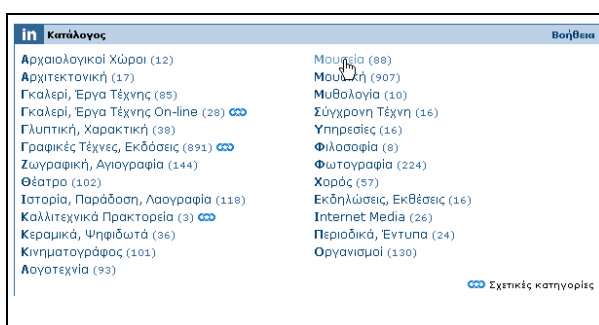 in Κατάλογος Βοήθεια
Αρχαιολογικοί Χώροι (12)
Αρχιτεκτονική (17)
Γκαλερί, Έργα Τέχνης (85)
Γκαλερί, Έργα Τέχνης On-line (28)
Γλυπτική, Χαρακτική (38)
Γραφικές Τέχνες, Εκδόσεις (891)
Ζωγραφική, Αγιογραφία (144)
Θέατρο (102)
Ιστορία, Παράδοση, Λαογραφία (118)
Καλλιτεχνικά Πρακτορεία (3)
Κεραμικά, Ψηφιδωτά (36)
Κινηματογράφος (101)
Λογοτεχνία (93)
Μουσεία (88)
Μουσική (907)
Μυθολογία (10)
Σύγχρονη Τέχνη (16)
Υπηρεσίες (16)
Φιλοσοφία (8)
Φωτογραφία (224)
Χορός (57)
Εκδηλώσεις, Εκθέσεις (16)
Internet Media (26)
Περιοδικά, Έντυπα (24)
Οργανισμοί (130)
Σχετικές κατηγορίες